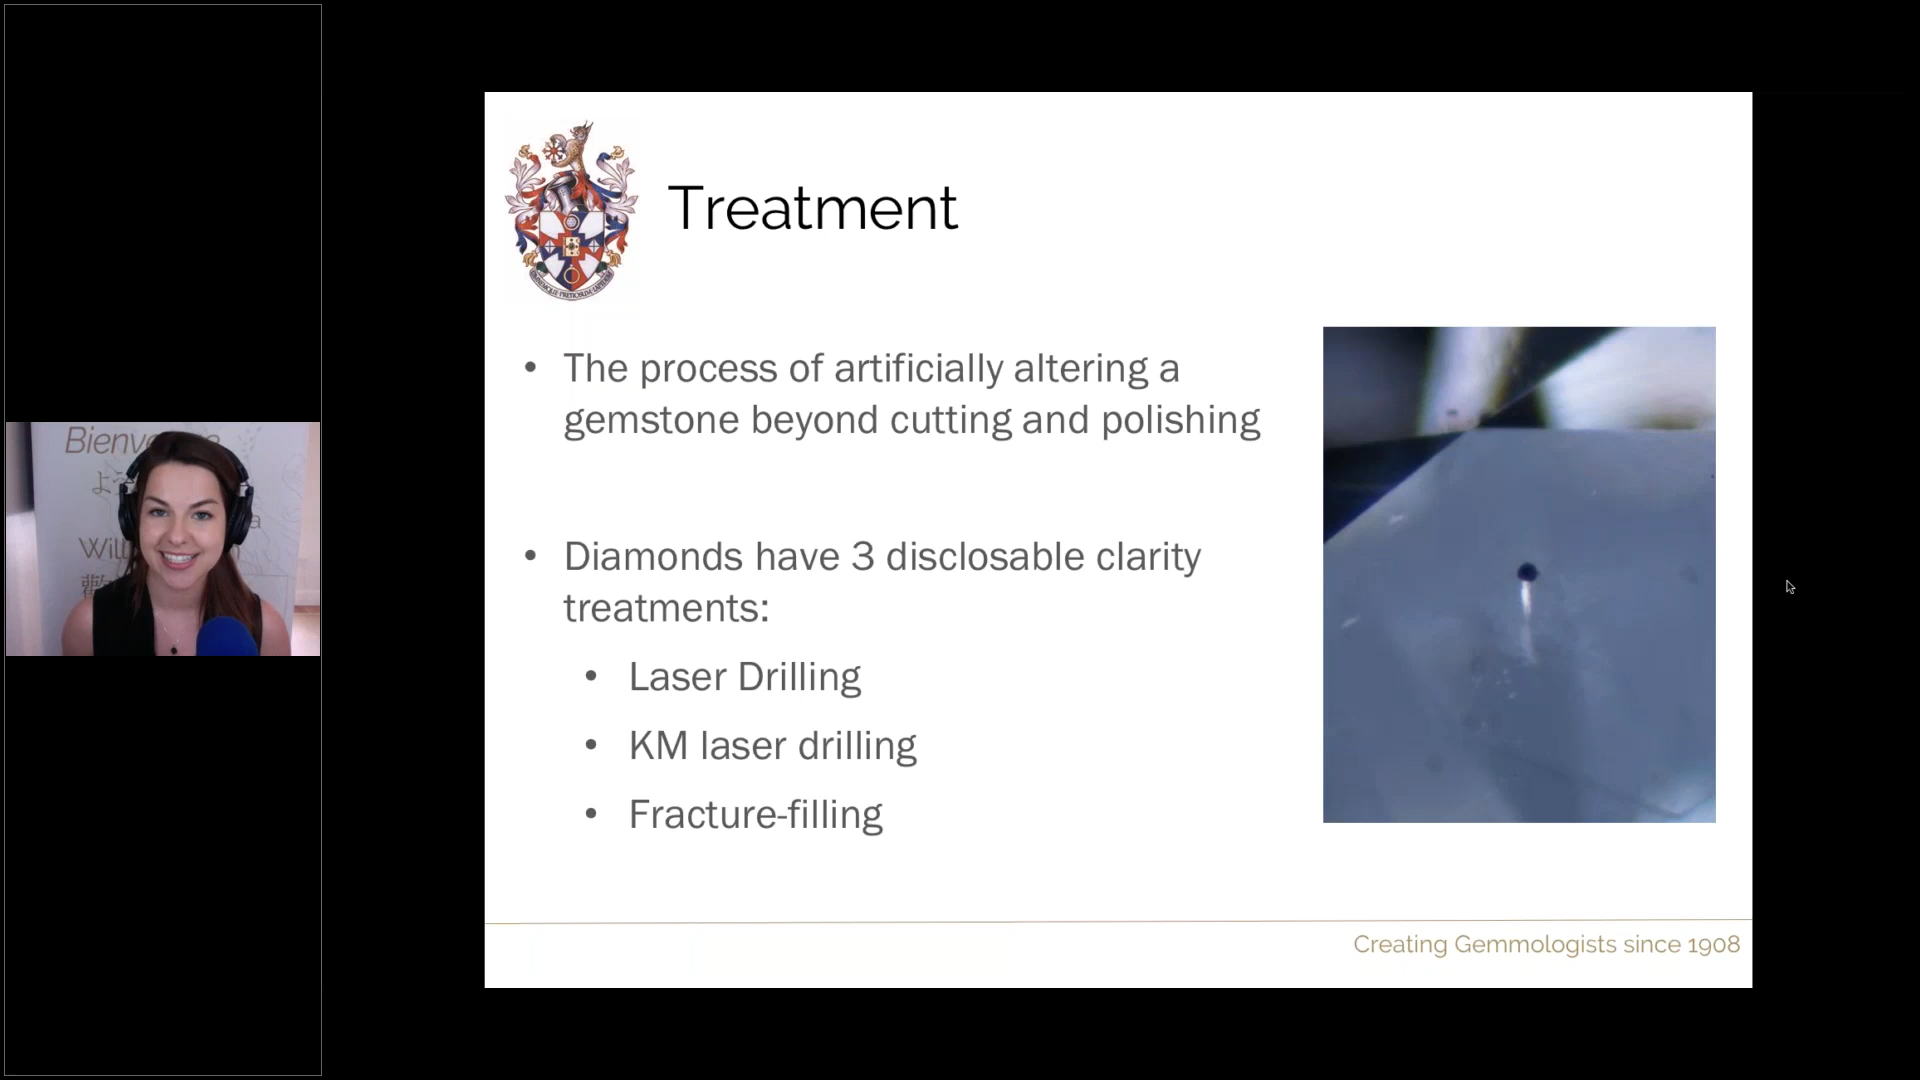 Treatment
• The process of artificially altering a
gemstone beyond cutting and polishing
• Diamonds have 3 disclosable clarity
treatments:
• Laser Drilling
• KM laser drilling
• Fracture-filling
Creating Gemmologists since 1908